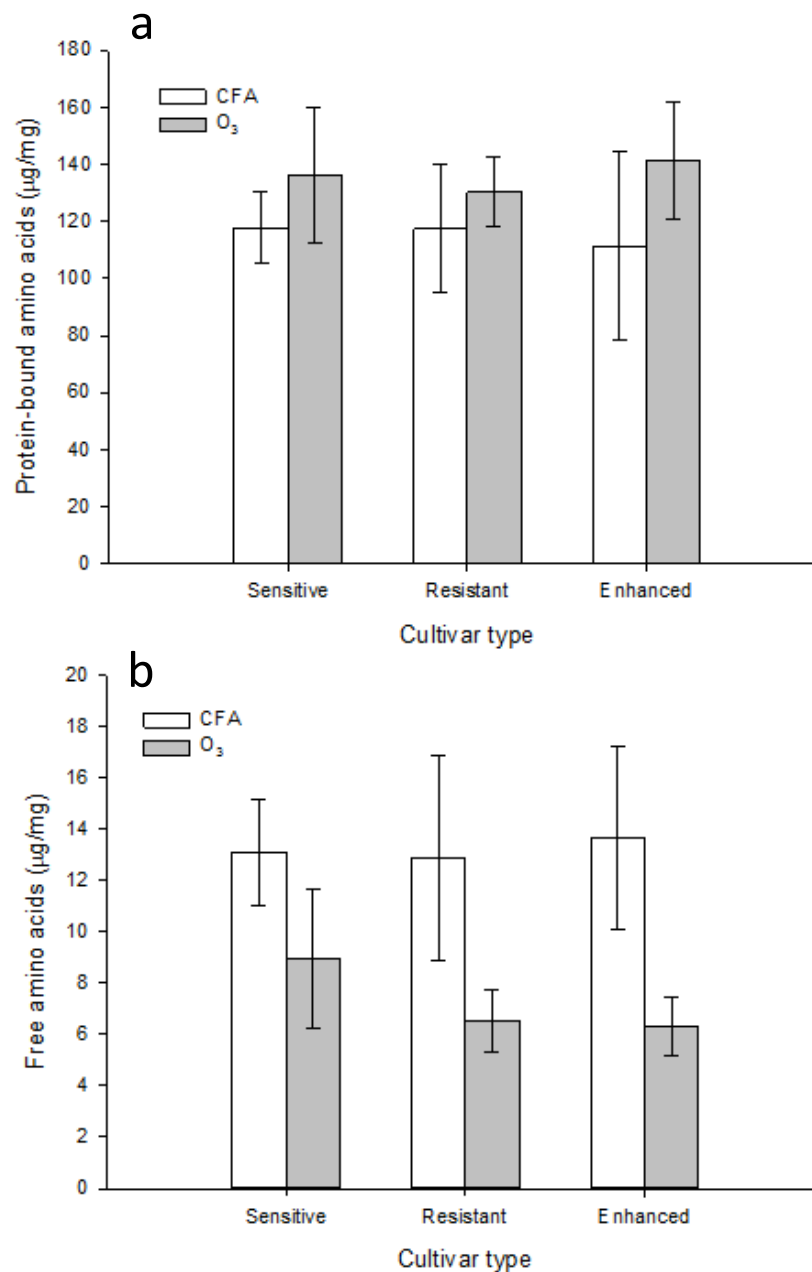 a
180
160
140
120
100
80
60
40
20
0
Protein-bound amino acids (µg/mg)
CFA
O₃
Sensitive Resistant Enhanced
Cultivar type
b
20
18
16
14
12
10
8
6
4
2
0
Free amino acids (µg/mg)
CFA
O₃
Sensitive Resistant Enhanced
Cultivar type